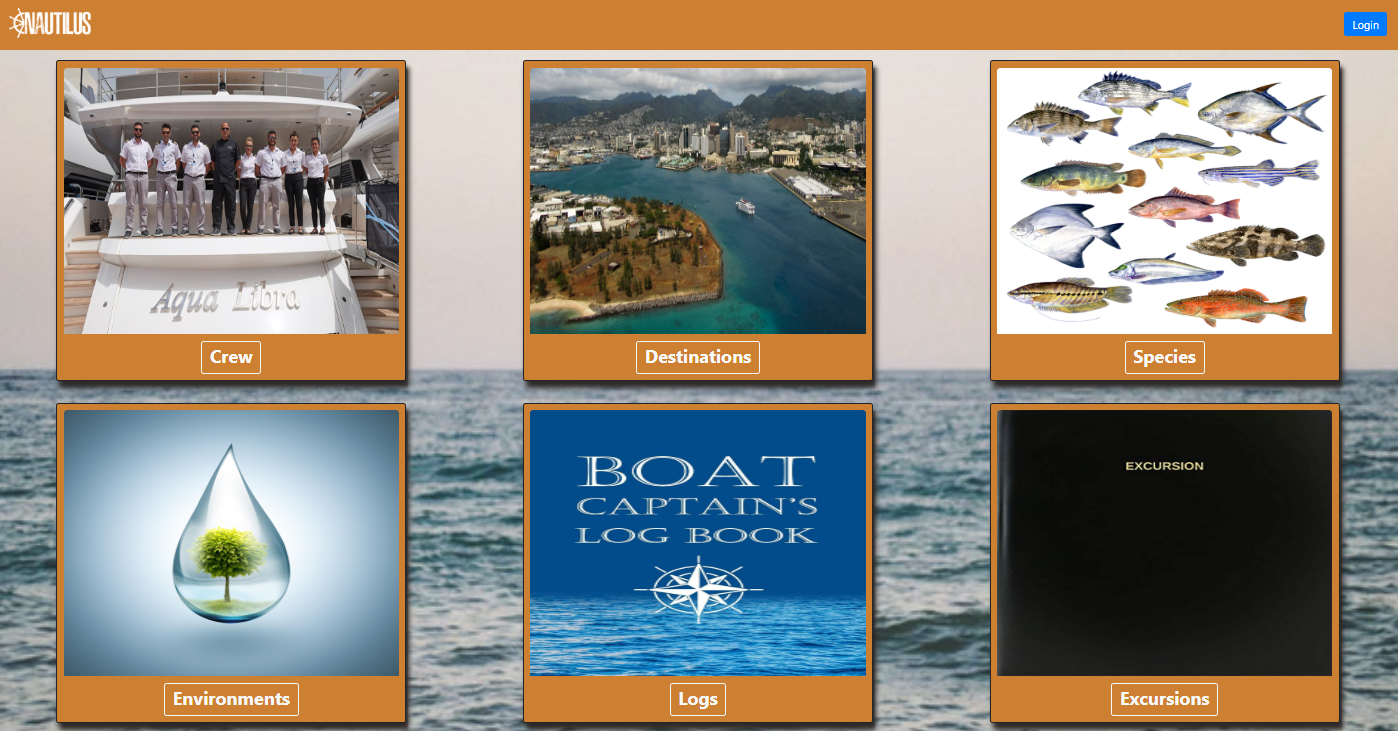 NAUTILUS
Login
Aqua Libra
Crew
Destinations
Species
BOAT
CAPTAIN'S
LOG BOOK
EXCURSION
Environments
Logs
Excursions